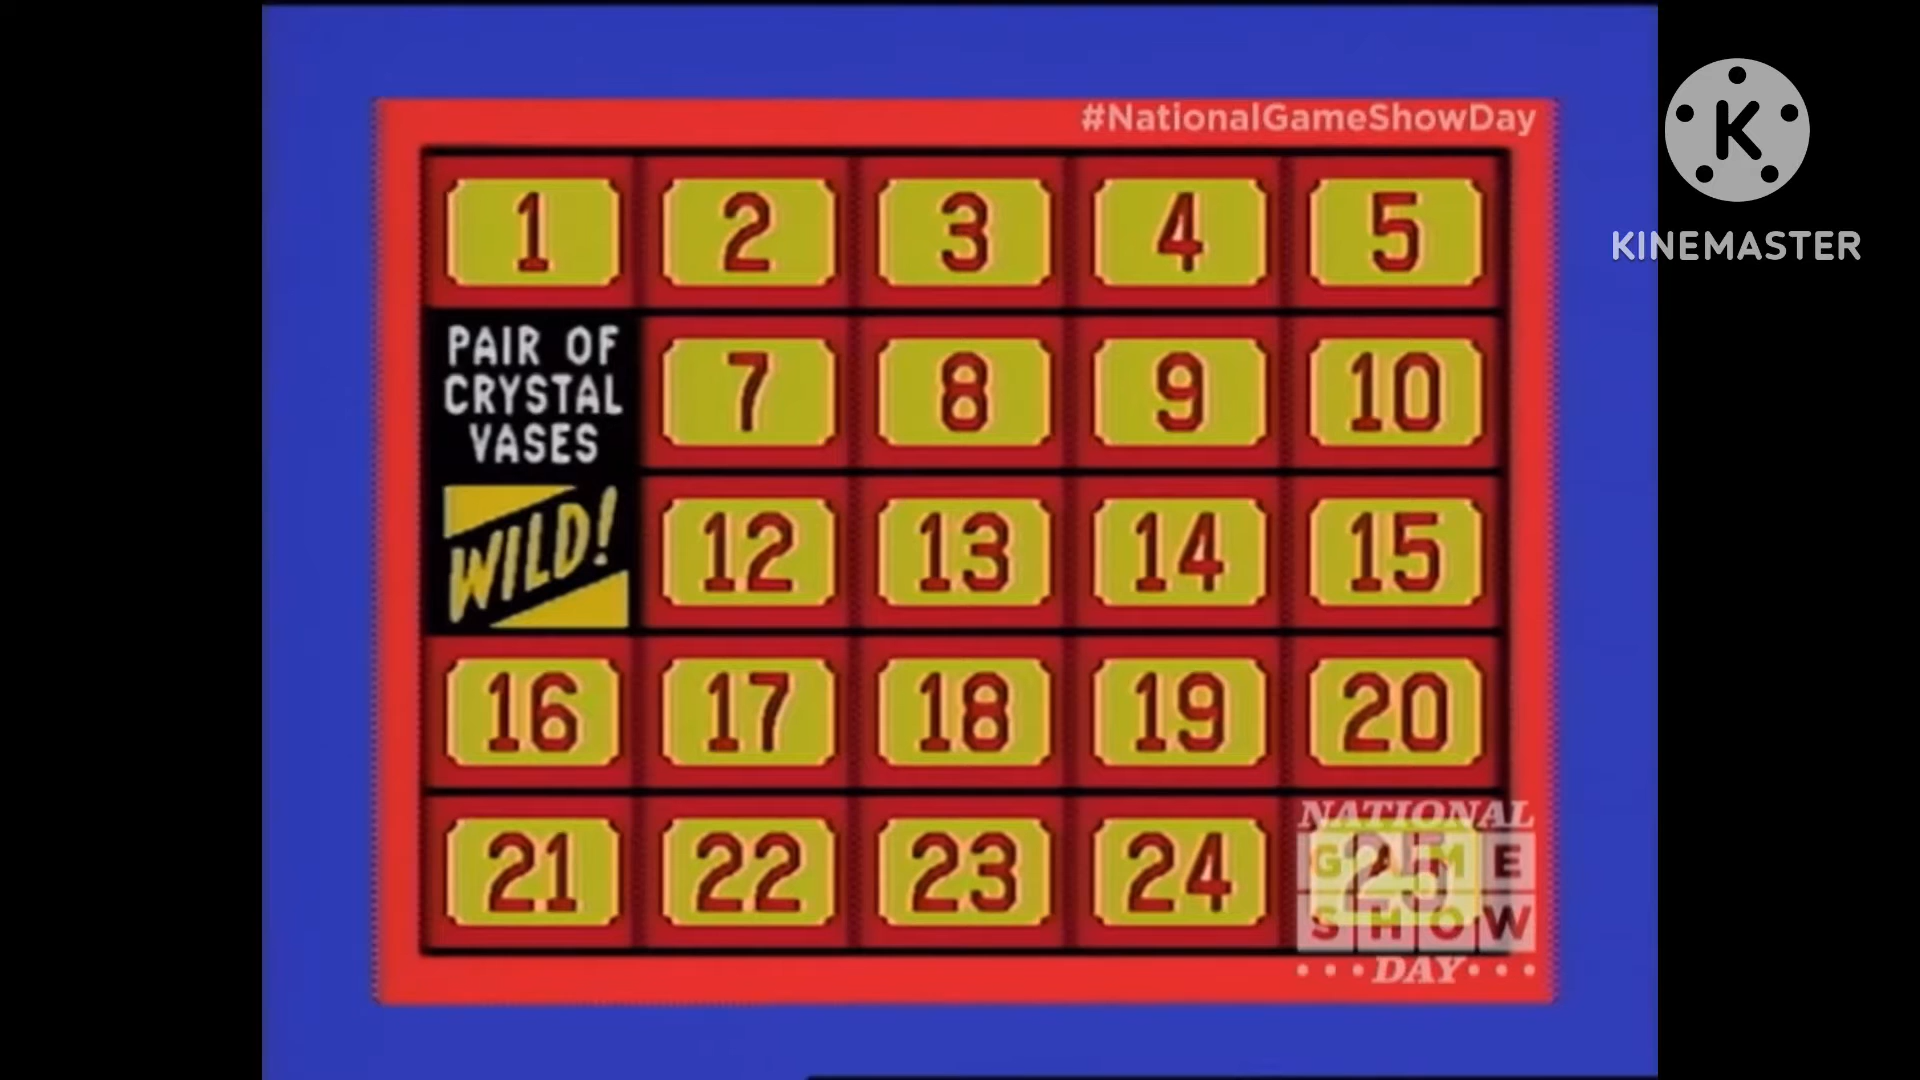 #NationalGameShowDay
K
KINEMASTER
1 2 3 4 5
PAIR OF
CRYSTAL
VASES
7 8 9 10
WILD!
12 13 14 15
16 17 18 19 20
21 22 23 24 25
NATIONAL
GAME
SHOW
DAY